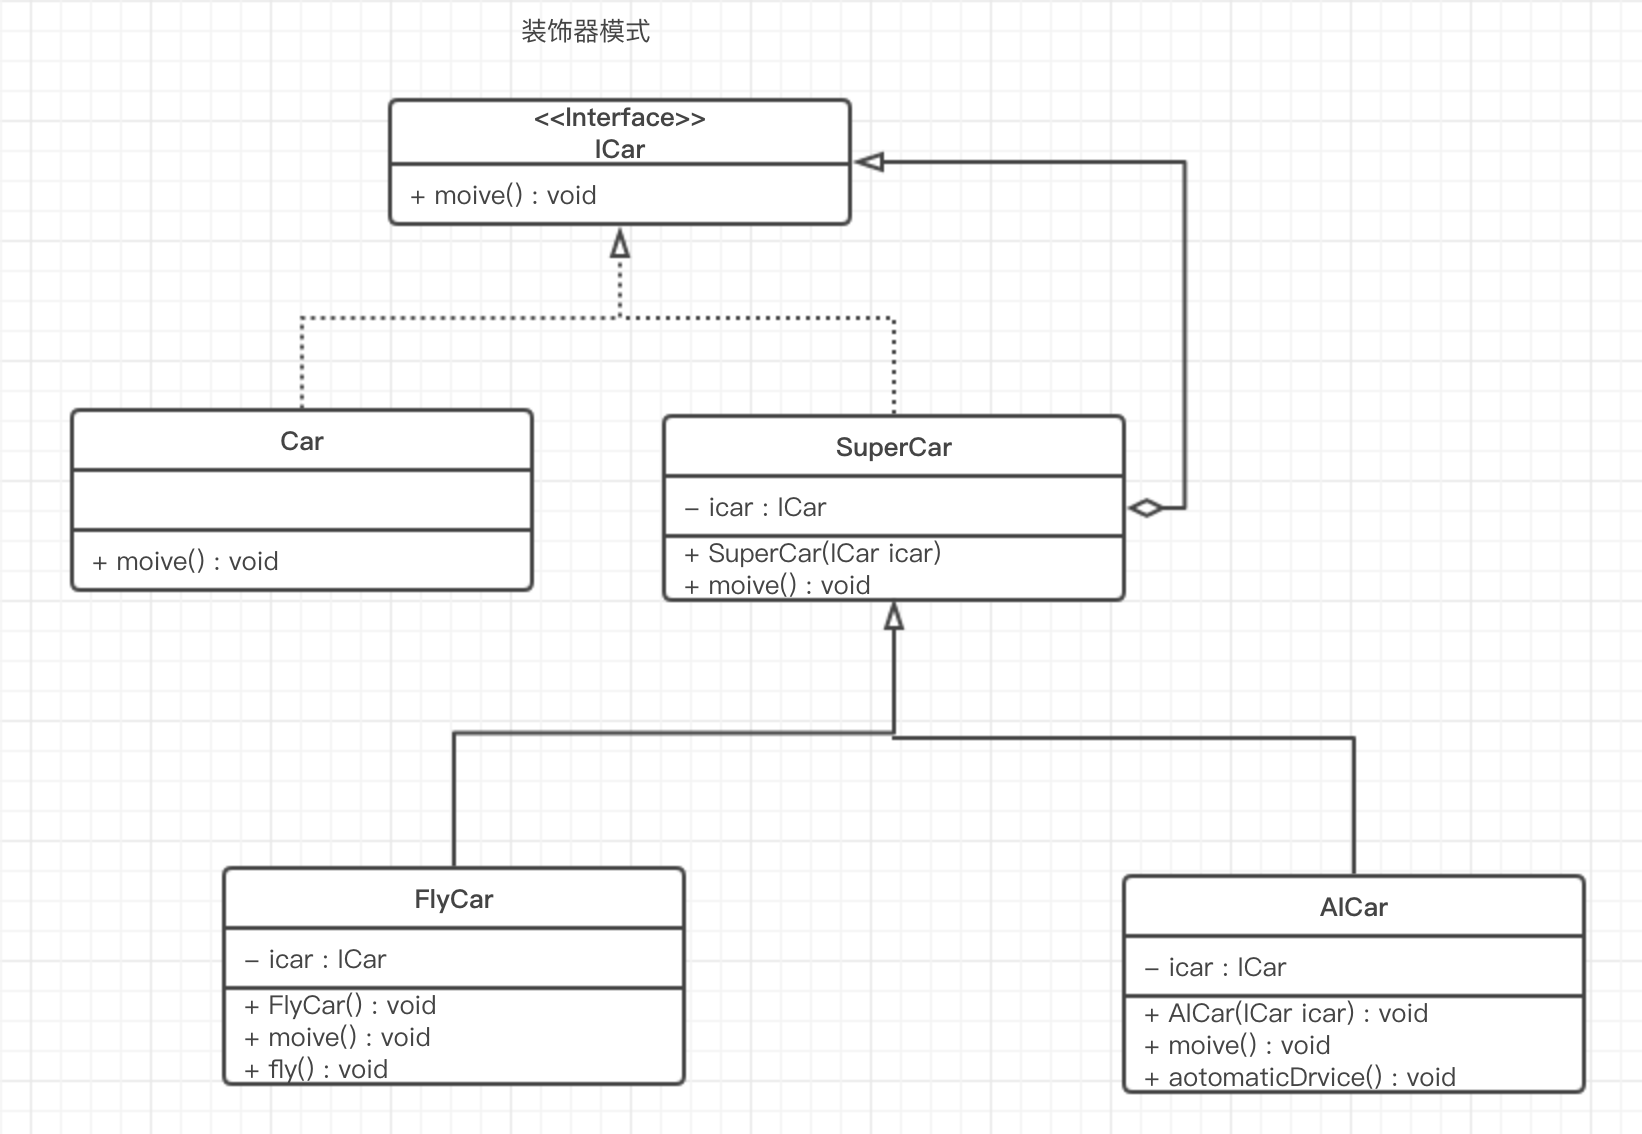 装饰器模式
<<Interface>>
ICar
+ moive() : void
Car
+ moive() : void
SuperCar
– icar : ICar
+ SuperCar(ICar icar)
+ moive() : void
FlyCar
– icar : ICar
+ FlyCar() : void
+ moive() : void
+ fly() : void
AICar
– icar : ICar
+ AICar(ICar icar) : void
+ moive() : void
+ aotomaticDrvice() : void